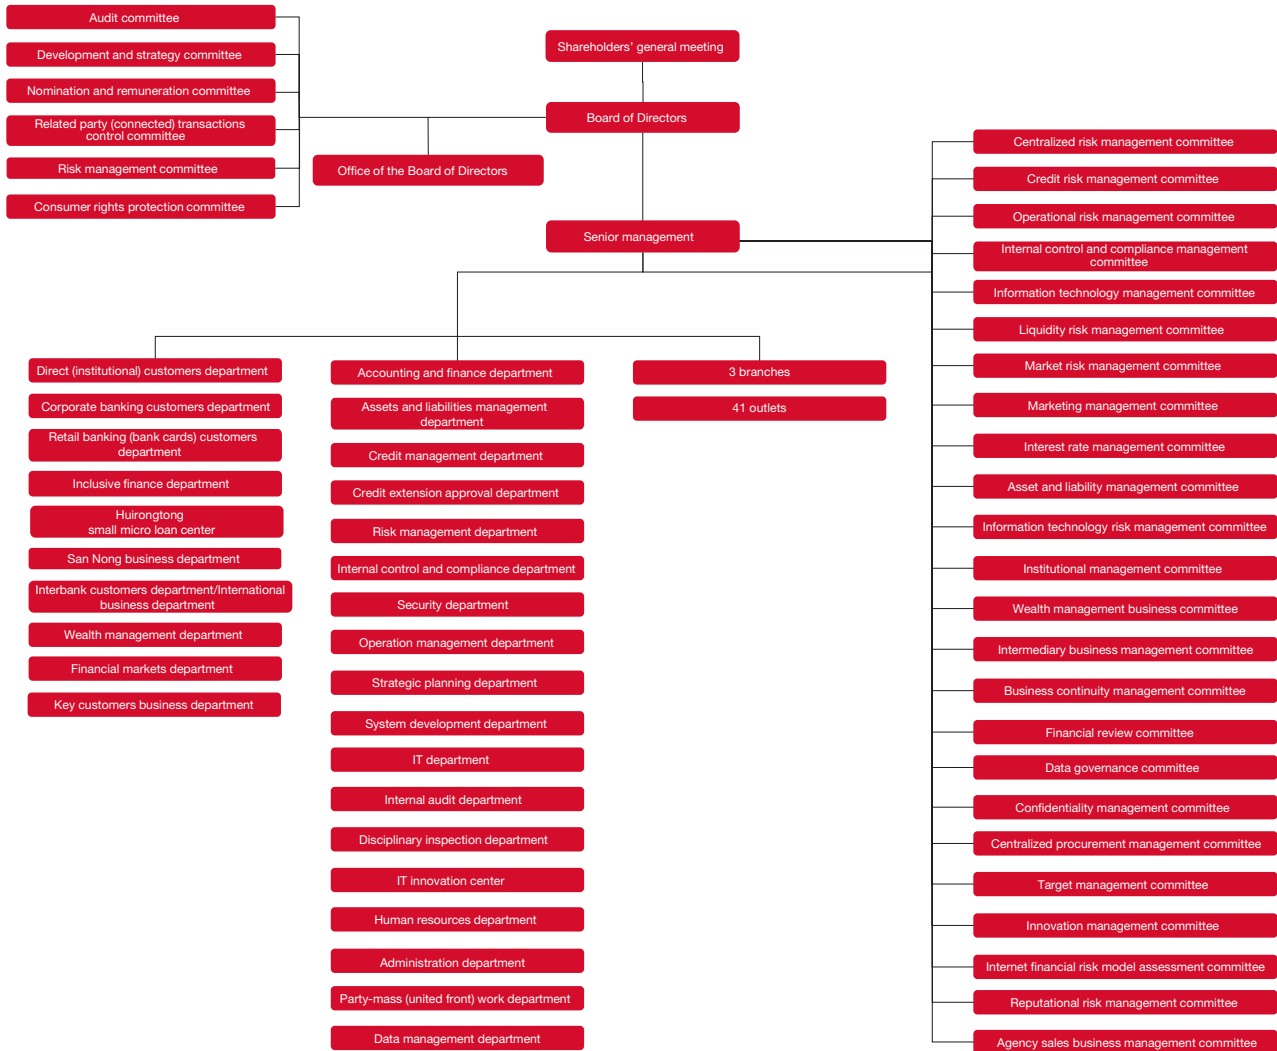 Audit committee
Development and strategy committee
Nomination and remuneration committee
Related party (connected) transactions
control committee
Risk management committee
Consumer rights protection committee
Shareholders’ general meeting
Board of Directors
Office of the Board of Directors
Senior management
Direct (institutional) customers department
Corporate banking customers department
Retail banking (bank cards) customers
department
Inclusive finance department
Huirongtong
small micro loan center
San Nong business department
Interbank customers department/International
business department
Wealth management department
Financial markets department
Key customers business department
Accounting and finance department
Assets and liabilities management
department
Credit management department
Credit extension approval department
Risk management department
Internal control and compliance department
Security department
Operation management department
Strategic planning department
System development department
IT department
Internal audit department
Disciplinary inspection department
IT innovation center
Human resources department
Administration department
Party-mass (united front) work department
Data management department
3 branches
41 outlets
Centralized risk management committee
Credit risk management committee
Operational risk management committee
Internal control and compliance management
committee
Information technology management committee
Liquidity risk management committee
Market risk management committee
Marketing management committee
Interest rate management committee
Asset and liability management committee
Information technology risk management committee
Institutional management committee
Wealth management business committee
Intermediary business management committee
Business continuity management committee
Financial review committee
Data governance committee
Confidentiality management committee
Centralized procurement management committee
Target management committee
Innovation management committee
Internet financial risk model assessment committee
Reputational risk management committee
Agency sales business management committee